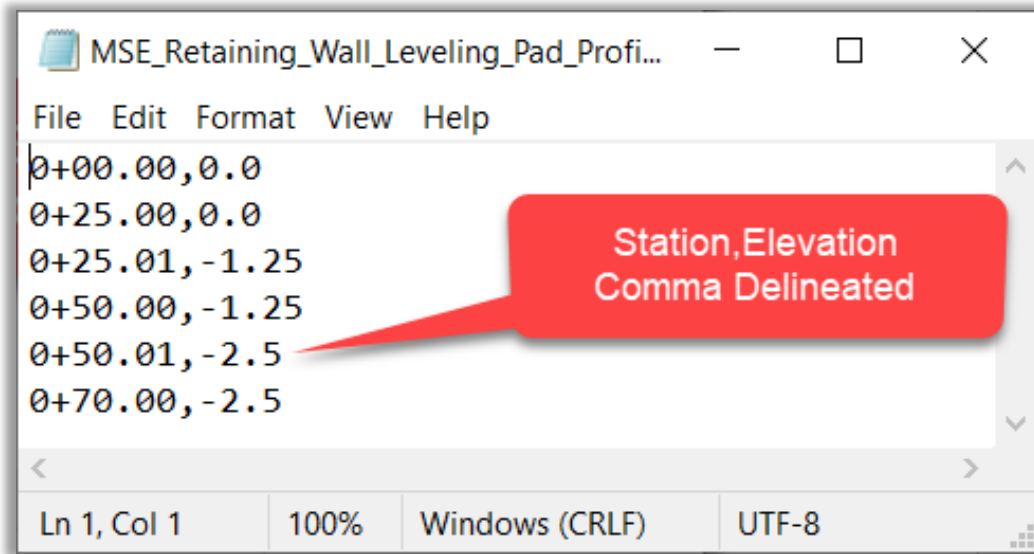 MSE_Retaining_Wall_Leveling_Pad_Profi...
File Edit Format View Help
0+00.00,0.0
0+25.00,0.0
0+25.01,-1.25
0+50.00,-1.25
0+50.01,-2.5
0+70.00,-2.5
Station,Elevation
Comma Delineated
Ln 1, Col 1 100% Windows (CRLF) UTF-8